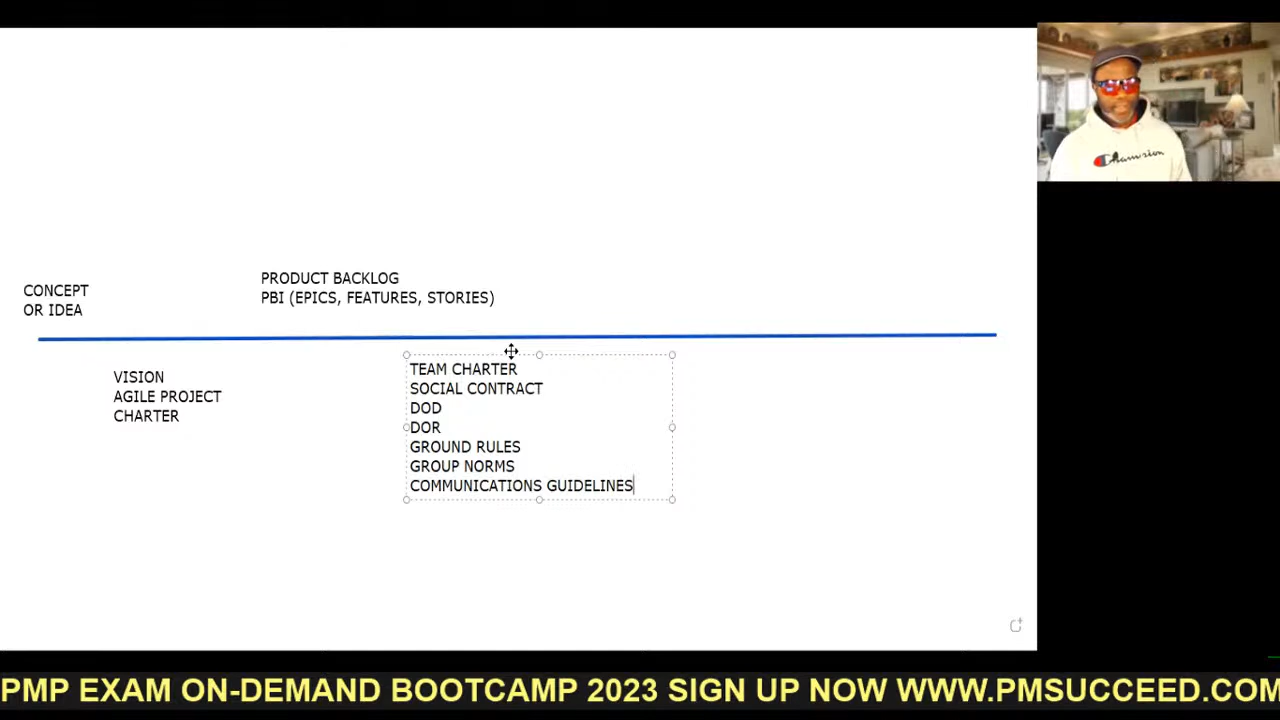 CONCEPT
OR IDEA
PRODUCT BACKLOG
PBI (EPICS, FEATURES, STORIES)
VISION
AGILE PROJECT
CHARTER
TEAM CHARTER
SOCIAL CONTRACT
DOD
DOR
GROUND RULES
GROUP NORMS
COMMUNICATIONS GUIDELINES
Champion
PMP EXAM ON-DEMAND BOOTCAMP 2023 SIGN UP NOW WWW.PMSUCCEED.COM